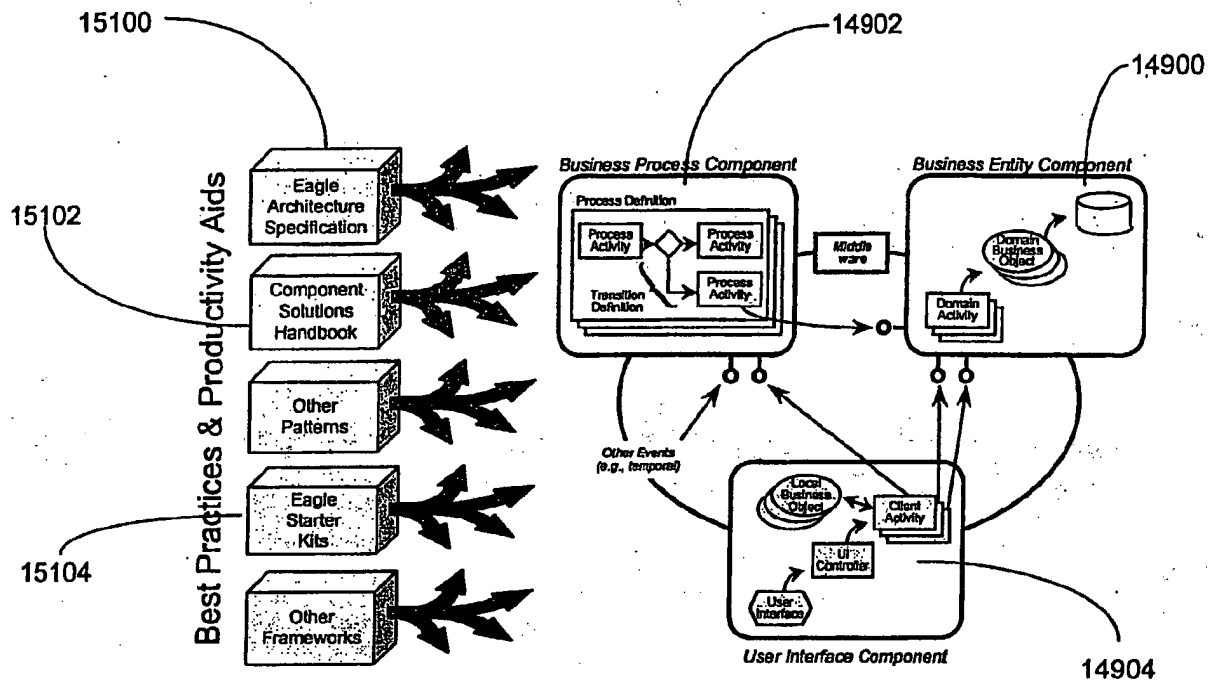 15100
14902
14900
15102
15104
14904
Best Practices & Productivity Aids
Eagle
Architecture
Specification
Component
Solutions
Handbook
Other
Patterns
Eagle
Starter
Kits
Other
Frameworks
Business Process Component
Process Definition
Process
Activity
Process
Activity
Transition
Definition
Process
Activity
Middle
ware
Business Entity Component
Domain
Business
Object
Domain
Activity
Other Events
(e.g., temporal)
Local
Business
Object
Client
Activity
UI
Controller
User
Interface
User Interface Component